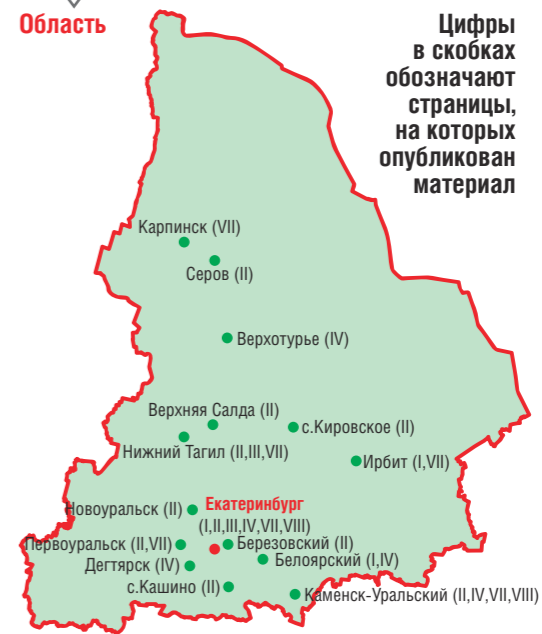 Область
Цифры
в скобках
обозначают
страницы,
на которых
опубликован
материал
Карпинск (VII)
Серов (II)
Верхотурье (IV)
Верхняя Салда (II)
с.Кировское (II)
Нижний Тагил (II,III,VII)
Ирбит (I,VII)
Новоуральск (II)
Екатеринбург
(I,II,III,IV,VII,VIII)
Первоуральск (II,VII)
Березовский (II)
Дегтярск (IV)
Белоярский (I,IV)
с.Кашино (II)
Каменск-Уральский (II,IV,VII,VIII)